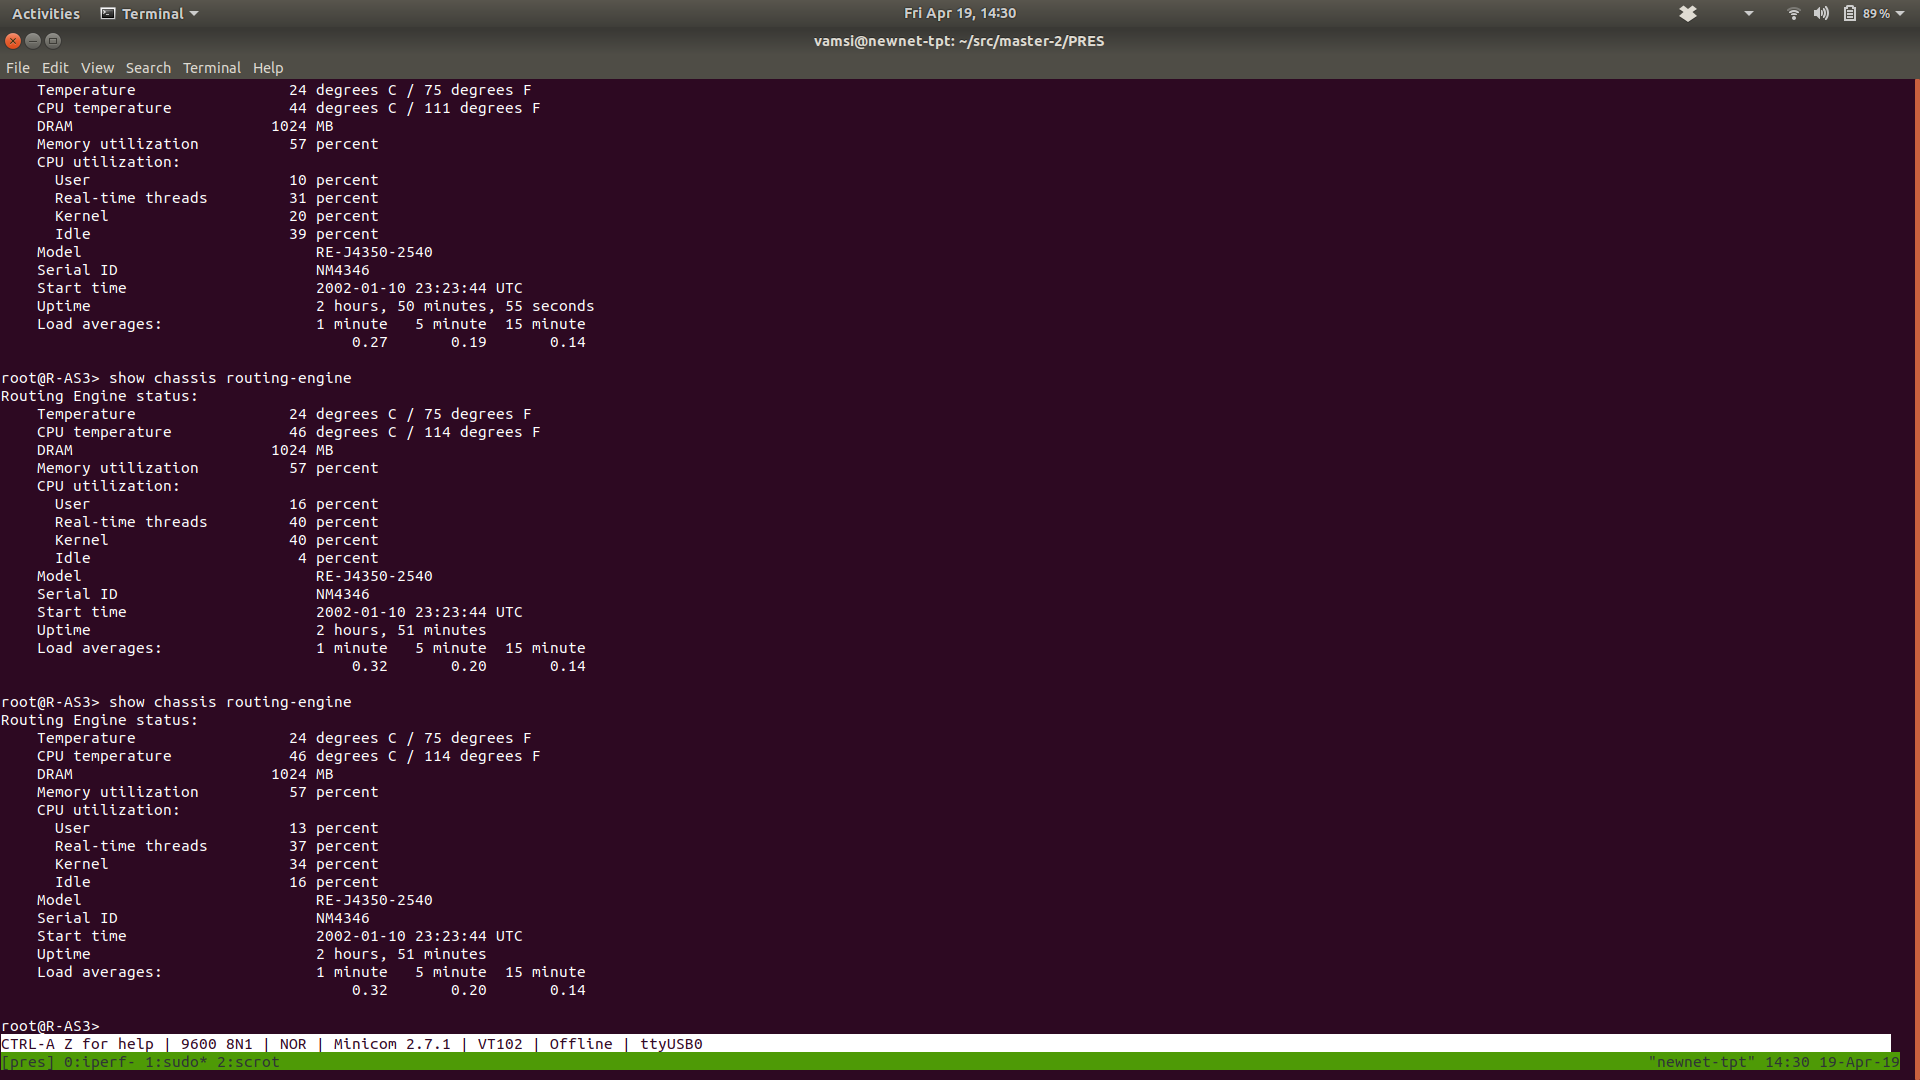 Activities Terminal Fri Apr 19, 14:30 89 %
vamsi@newnet-tpt: ~/src/master-2/PRES
File Edit View Search Terminal Help
    Temperature                 24 degrees C / 75 degrees F
    CPU temperature             44 degrees C / 111 degrees F
    DRAM                      1024 MB
    Memory utilization          57 percent
    CPU utilization:
      User                      10 percent
      Real-time threads         31 percent
      Kernel                    20 percent
      Idle                      39 percent
    Model                          RE-J4350-2540
    Serial ID                      NM4346
    Start time                     2002-01-10 23:23:44 UTC
    Uptime                         2 hours, 50 minutes, 55 seconds
    Load averages:                 1 minute   5 minute  15 minute
                                       0.27       0.19       0.14
root@R-AS3> show chassis routing-engine
Routing Engine status:
    Temperature                 24 degrees C / 75 degrees F
    CPU temperature             46 degrees C / 114 degrees F
    DRAM                      1024 MB
    Memory utilization          57 percent
    CPU utilization:
      User                      16 percent
      Real-time threads         40 percent
      Kernel                    40 percent
      Idle                       4 percent
    Model                          RE-J4350-2540
    Serial ID                      NM4346
    Start time                     2002-01-10 23:23:44 UTC
    Uptime                         2 hours, 51 minutes
    Load averages:                 1 minute   5 minute  15 minute
                                       0.32       0.20       0.14
root@R-AS3> show chassis routing-engine
Routing Engine status:
    Temperature                 24 degrees C / 75 degrees F
    CPU temperature             46 degrees C / 114 degrees F
    DRAM                      1024 MB
    Memory utilization          57 percent
    CPU utilization:
      User                      13 percent
      Real-time threads         37 percent
      Kernel                    34 percent
      Idle                      16 percent
    Model                          RE-J4350-2540
    Serial ID                      NM4346
    Start time                     2002-01-10 23:23:44 UTC
    Uptime                         2 hours, 51 minutes
    Load averages:                 1 minute   5 minute  15 minute
                                       0.32       0.20       0.14
root@R-AS3>
CTRL-A Z for help | 9600 8N1 | NOR | Minicom 2.7.1 | VT102 | Offline | ttyUSB0
[pres] 0:iperf- 1:sudo* 2:scrot "newnet-tpt" 14:30 19-Apr-19